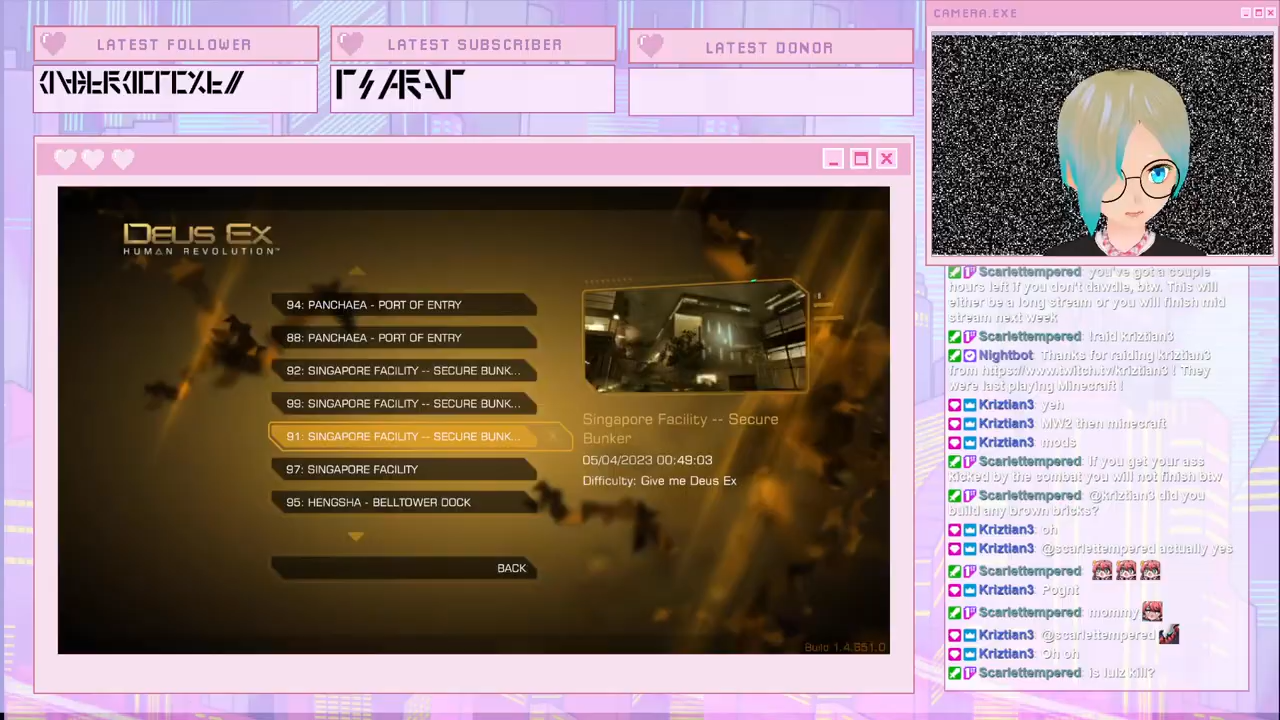 LATEST FOLLOWER
LATEST SUBSCRIBER
LATEST DONOR
CAMERA.EXE
DEUS EX
HUMAN REVOLUTION™
94: PANCHAEA - PORT OF ENTRY
88: PANCHAEA - PORT OF ENTRY
92: SINGAPORE FACILITY -- SECURE BUNK...
99: SINGAPORE FACILITY -- SECURE BUNK...
91: SINGAPORE FACILITY -- SECURE BUNK...
97: SINGAPORE FACILITY
95: HENGSHA - BELLTOWER DOCK
BACK
Singapore Facility -- Secure
Bunker
05/04/2023 00:49:03
Difficulty: Give me Deus Ex
Build 1.4.651.0
Scarlettempered you've got a couple
hours left if you don't dawdle, btw. This will
either be a long stream or you will finish mid
stream next week
Scarlettempered !raid kriztian3
Nightbot Thanks for raiding kriztian3
from https://www.twitch.tv/kriztian3 ! They
were last playing Minecraft !
Kriztian3 yeh
Kriztian3 MW2 then minecraft
Kriztian3 mods
Scarlettempered If you get your ass
kicked by the combat you will not finish btw
Scarlettempered @kriztian3 did you
build any brown bricks?
Kriztian3 oh
Kriztian3 @scarlettempered actually yes
Scarlettempered
Kriztian3 Pognt
Scarlettempered mommy
Kriztian3 @scarlettempered
Kriztian3 Oh oh
Scarlettempered is lulz kill?